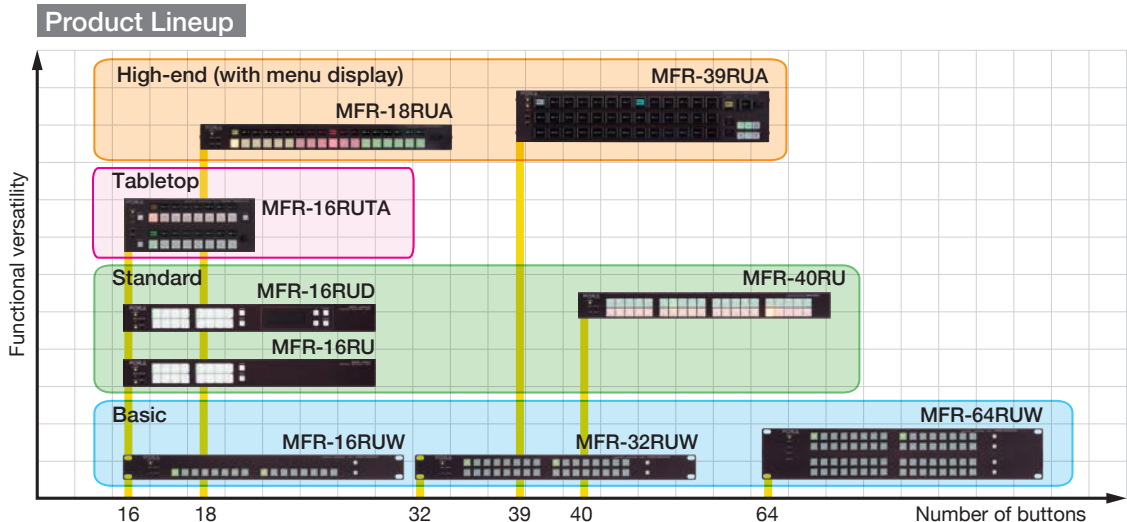 Product Lineup
High-end (with menu display)
MFR-39RUA
MFR-18RUA
Tabletop
MFR-16RUTA
Standard
MFR-40RU
MFR-16RUD
MFR-16RU
Basic
MFR-64RUW
MFR-16RUW
MFR-32RUW
Functional versatility
16 18 32 39 40 64 Number of buttons